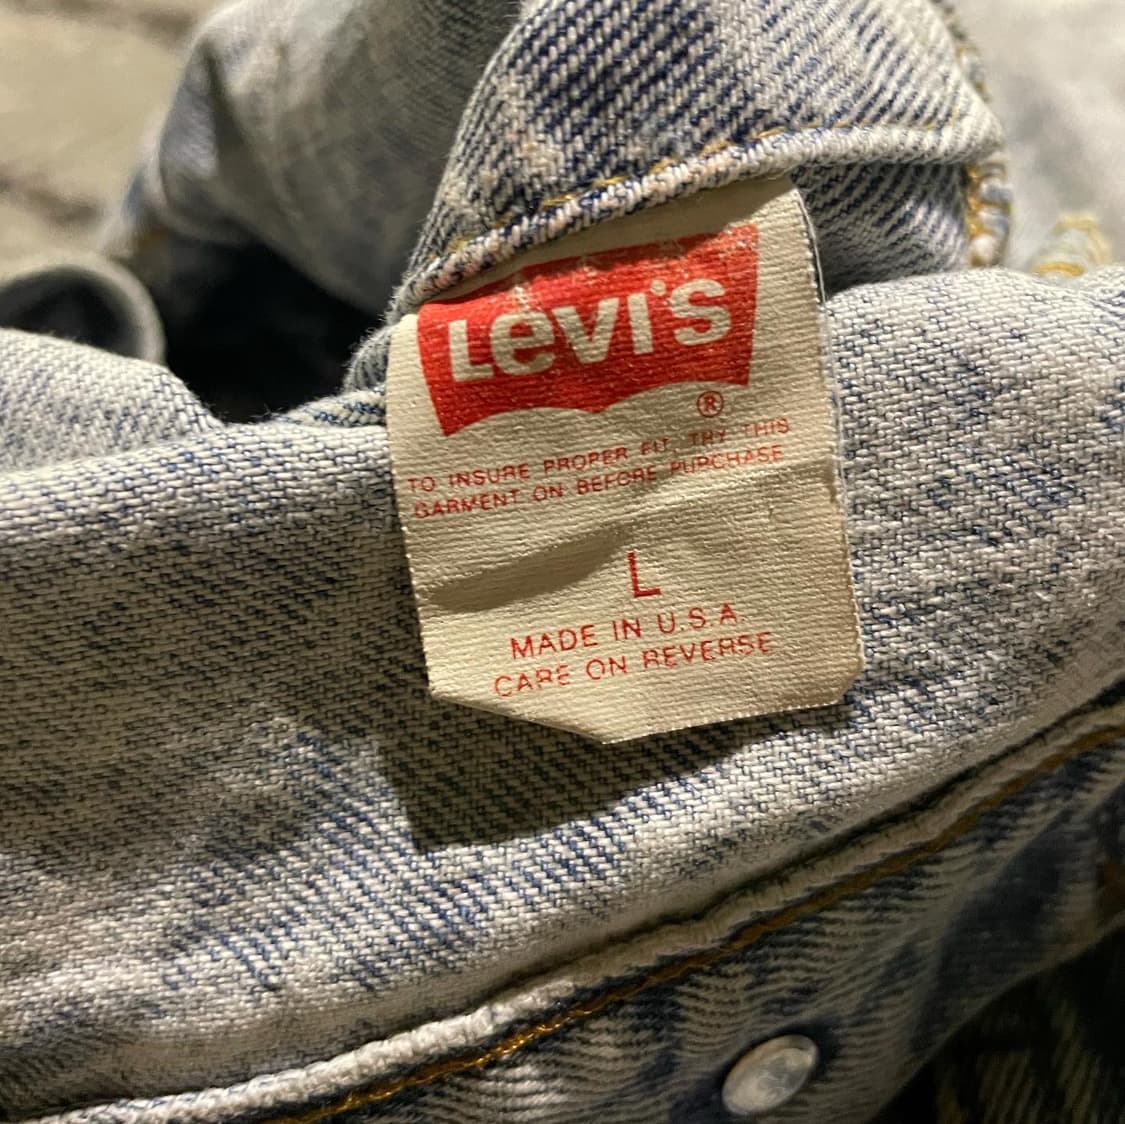 LeVI'S
®
TO INSURE PROPER FIT, TRY THIS
GARMENT ON BEFORE PURCHASE
L
MADE IN U.S.A.
CARE ON REVERSE